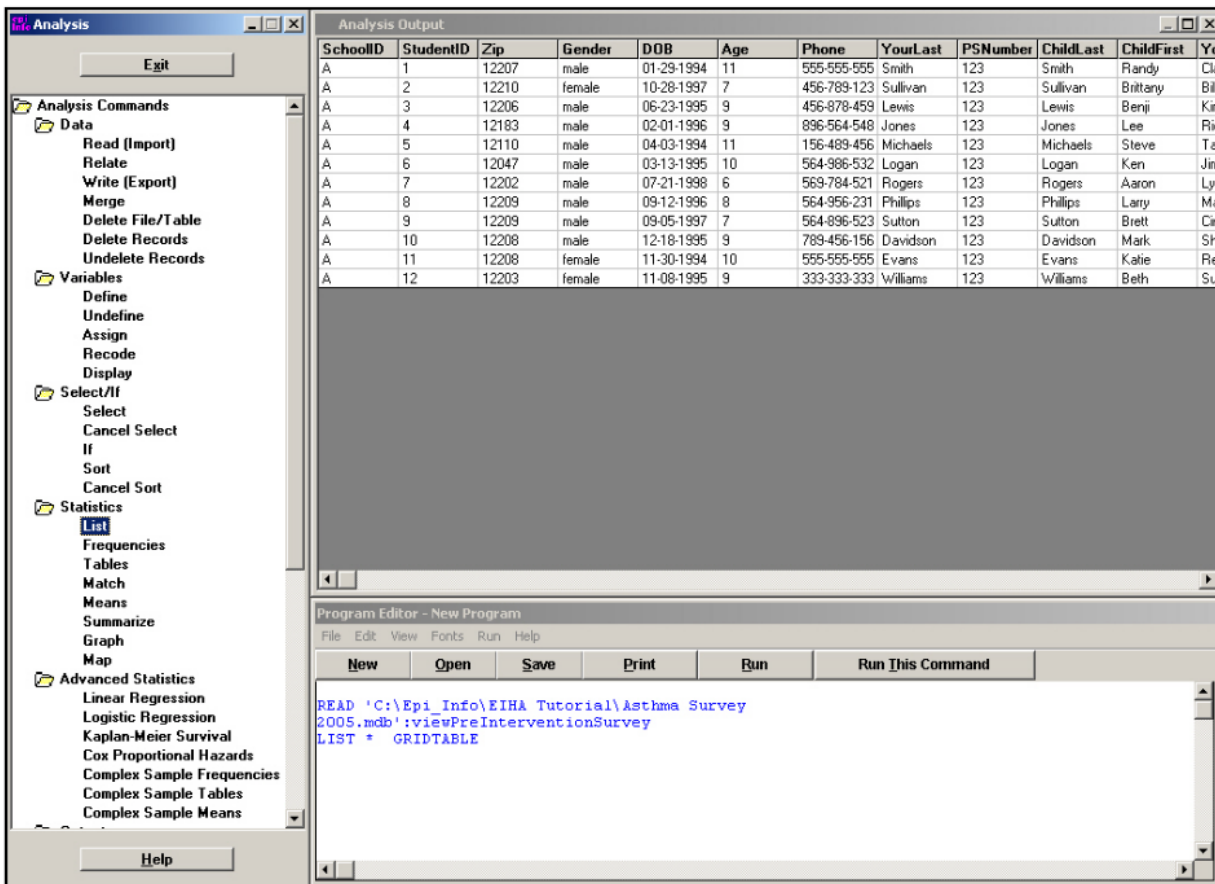 Analysis
Exit
Analysis Commands
Data
Read (Import)
Relate
Write (Export)
Merge
Delete File/Table
Delete Records
Undelete Records
Variables
Define
Undefine
Assign
Recode
Display
Select/If
Select
Cancel Select
If
Sort
Cancel Sort
Statistics
List
Frequencies
Tables
Match
Means
Summarize
Graph
Map
Advanced Statistics
Linear Regression
Logistic Regression
Kaplan-Meier Survival
Cox Proportional Hazards
Complex Sample Frequencies
Complex Sample Tables
Complex Sample Means
Help
Analysis Output
SchoolID StudentID Zip Gender DOB Age Phone YourLast PSNumber ChildLast ChildFirst
A 1 12207 male 01-29-1994 11 555-555-555 Smith 123 Smith Randy
A 2 12210 female 10-28-1997 7 456-789-123 Sullivan 123 Sullivan Brittany
A 3 12206 male 06-23-1995 9 456-878-459 Lewis 123 Lewis Benji
A 4 12183 male 02-01-1996 9 896-564-548 Jones 123 Jones Lee
A 5 12110 male 04-03-1994 11 156-489-456 Michaels 123 Michaels Steve
A 6 12047 male 03-13-1995 10 564-986-532 Logan 123 Logan Ken
A 7 12202 male 07-21-1998 6 569-784-521 Rogers 123 Rogers Aaron
A 8 12209 male 09-12-1996 8 564-956-231 Phillips 123 Phillips Larry
A 9 12209 male 09-05-1997 7 564-896-523 Sutton 123 Sutton Brett
A 10 12208 male 12-18-1995 9 789-456-156 Davidson 123 Davidson Mark
A 11 12208 female 11-30-1994 10 555-555-555 Evans 123 Evans Katie
A 12 12203 female 11-08-1995 9 333-333-333 Williams 123 Williams Beth
Program Editor - New Program
File Edit View Fonts Run Help
New Open Save Print Run Run This Command
READ 'C:\Epi_Info\EIHA Tutorial\Asthma Survey
2005.mdb':viewPreInterventionSurvey
LIST * GRIDTABLE